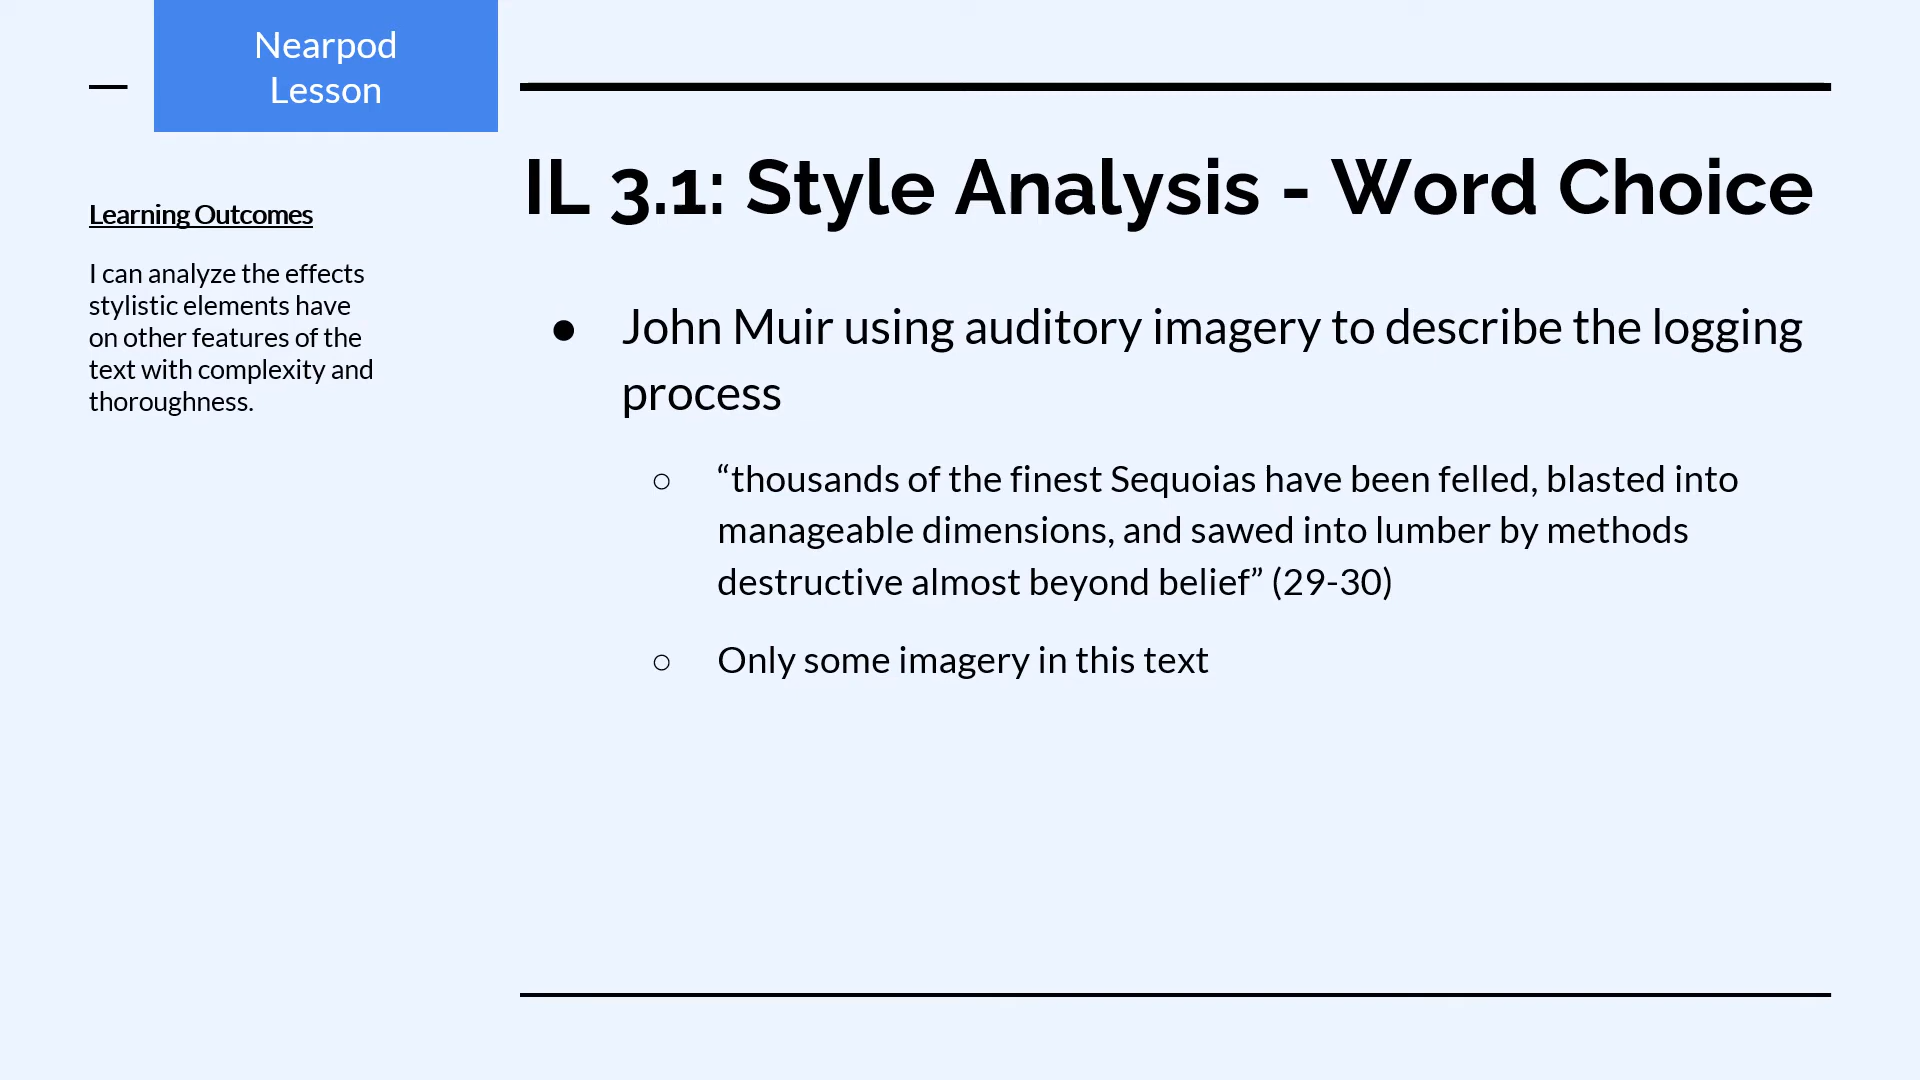 Nearpod
Lesson
IL 3.1: Style Analysis - Word Choice
Learning Outcomes
I can analyze the effects
stylistic elements have
on other features of the
text with complexity and
thoroughness.
● John Muir using auditory imagery to describe the logging
process
○ “thousands of the finest Sequoias have been felled, blasted into
manageable dimensions, and sawed into lumber by methods
destructive almost beyond belief” (29-30)
○ Only some imagery in this text